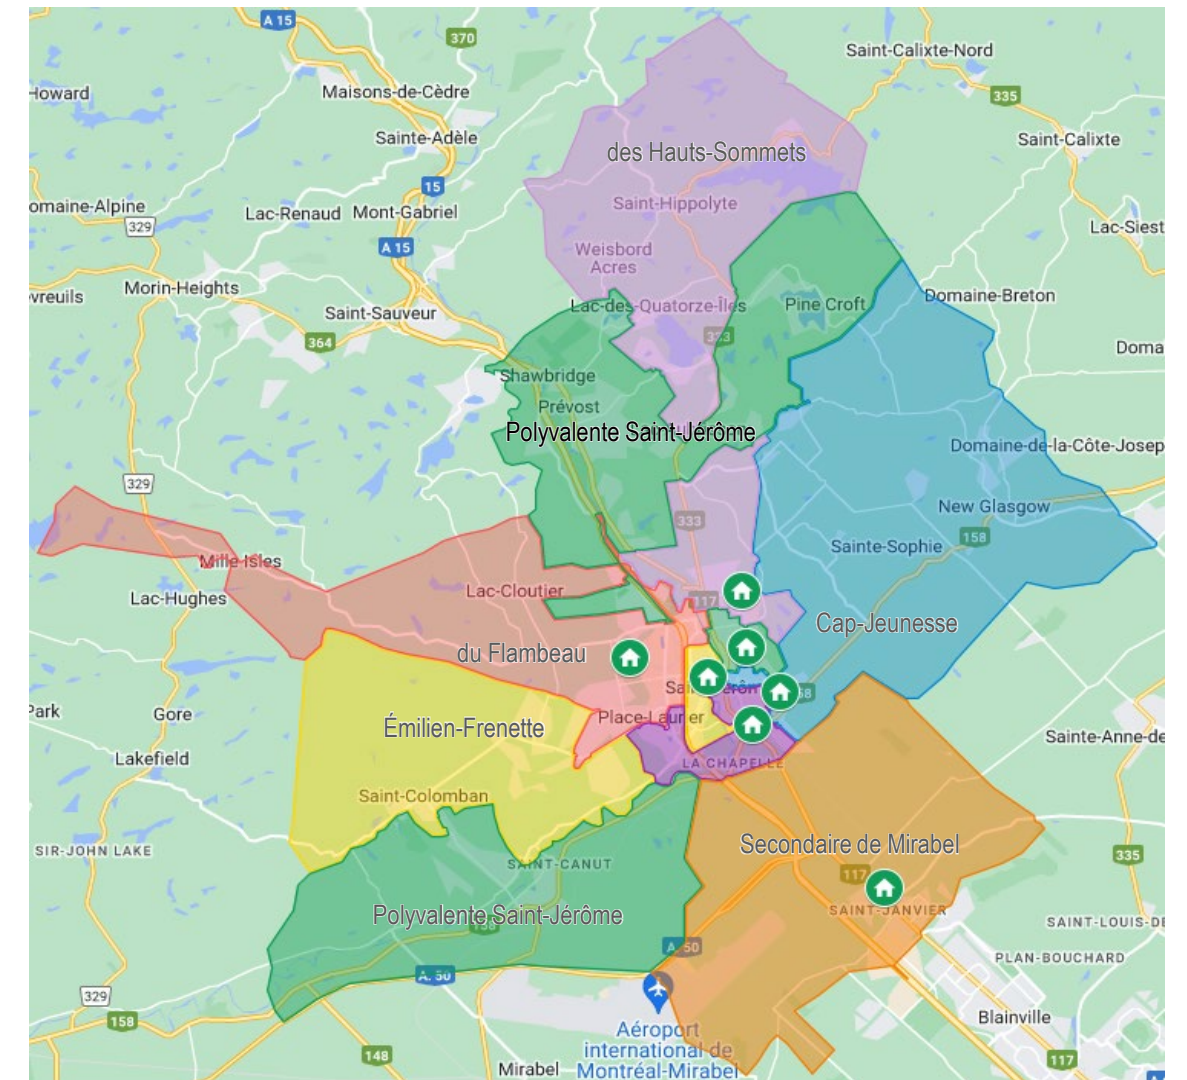 A 15
370
Saint-Calixte-Nord
Howard
Maisons-de-Cèdre
335
Sainte-Adèle
Saint-Calixte
des Hauts-Sommets
15
omaine-Alpine
Lac-Renaud
Mont-Gabriel
Saint-Hippolyte
329
Lac-Siest
A 15
Weisbord
Acres
Morin-Heights
vreuils
Domaine-Breton
Saint-Sauveur
Lac-des-Quatorze-Îles
Pine Croft
364
333
Doma
Shawbridge
Prévost
Polyvalente Saint-Jérôme
Domaine-de-la-Côte-Josep
329
New Glasgow
333
158
Sainte-Sophie
Mille-Isles
Lac-Hughes
Lac-Cloutier
117
Cap-Jeunesse
du Flambeau
Park
Gore
Place-Laurier
Émilien-Frenette
Sainte-Anne-de
Lakefield
LA CHAPELLE
Saint-Colomban
SIR-JOHN LAKE
Secondaire de Mirabel
335
SAINT-CANUT
117
SAINT-JANVIER
Polyvalente Saint-Jérôme
158
SAINT-LOUIS-DE
A. 50
PLAN-BOUCHARD
A. 50
329
158
Blainville
Aéroport
international de
Montréal-Mirabel
148
Mirabel
117